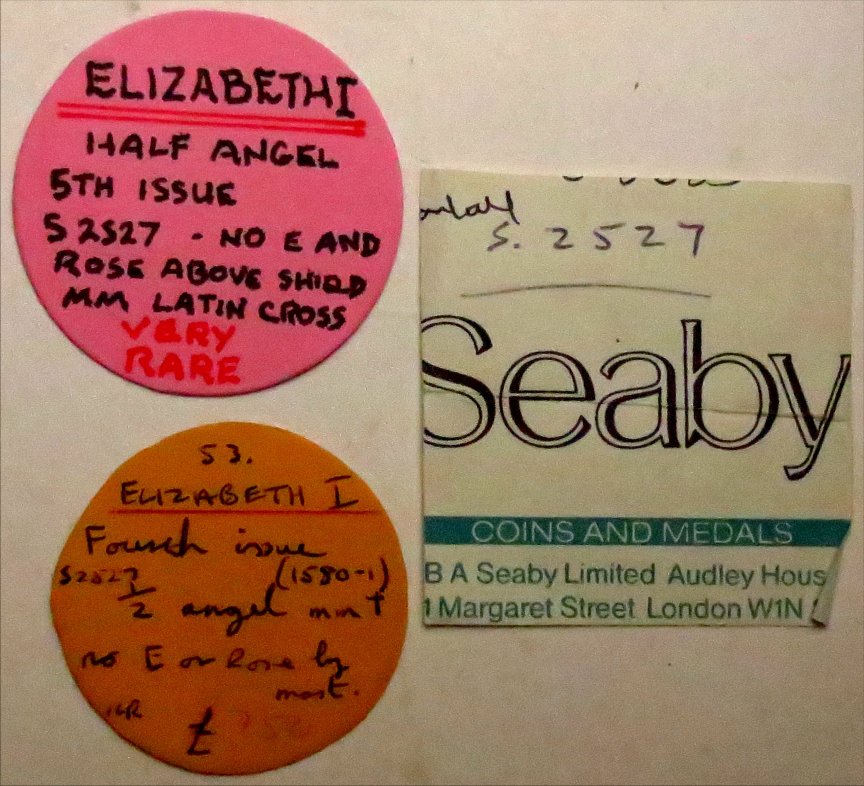 ELIZABETH I
HALF ANGEL
5TH ISSUE
S 2527 - NO E AND
ROSE ABOVE SHIELD
MM LATIN CROSS
VERY
RARE
53.
ELIZABETH I
Fourth issue
S2527 (1580-1)
1/2 angel mm †
no E or Rose by
mast.
£
S. 2527
Seaby
COINS AND MEDALS
B A Seaby Limited Audley Hous
Margaret Street London W1N